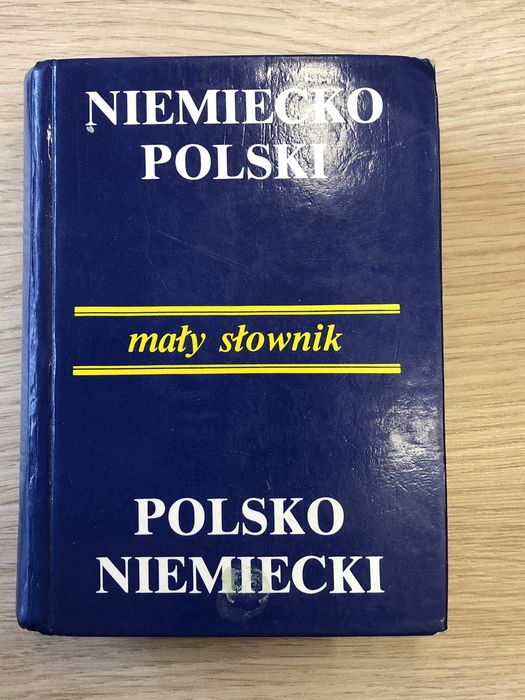 NIEMIECKO
POLSKI
mały słownik
POLSKO
NIEMIECKI